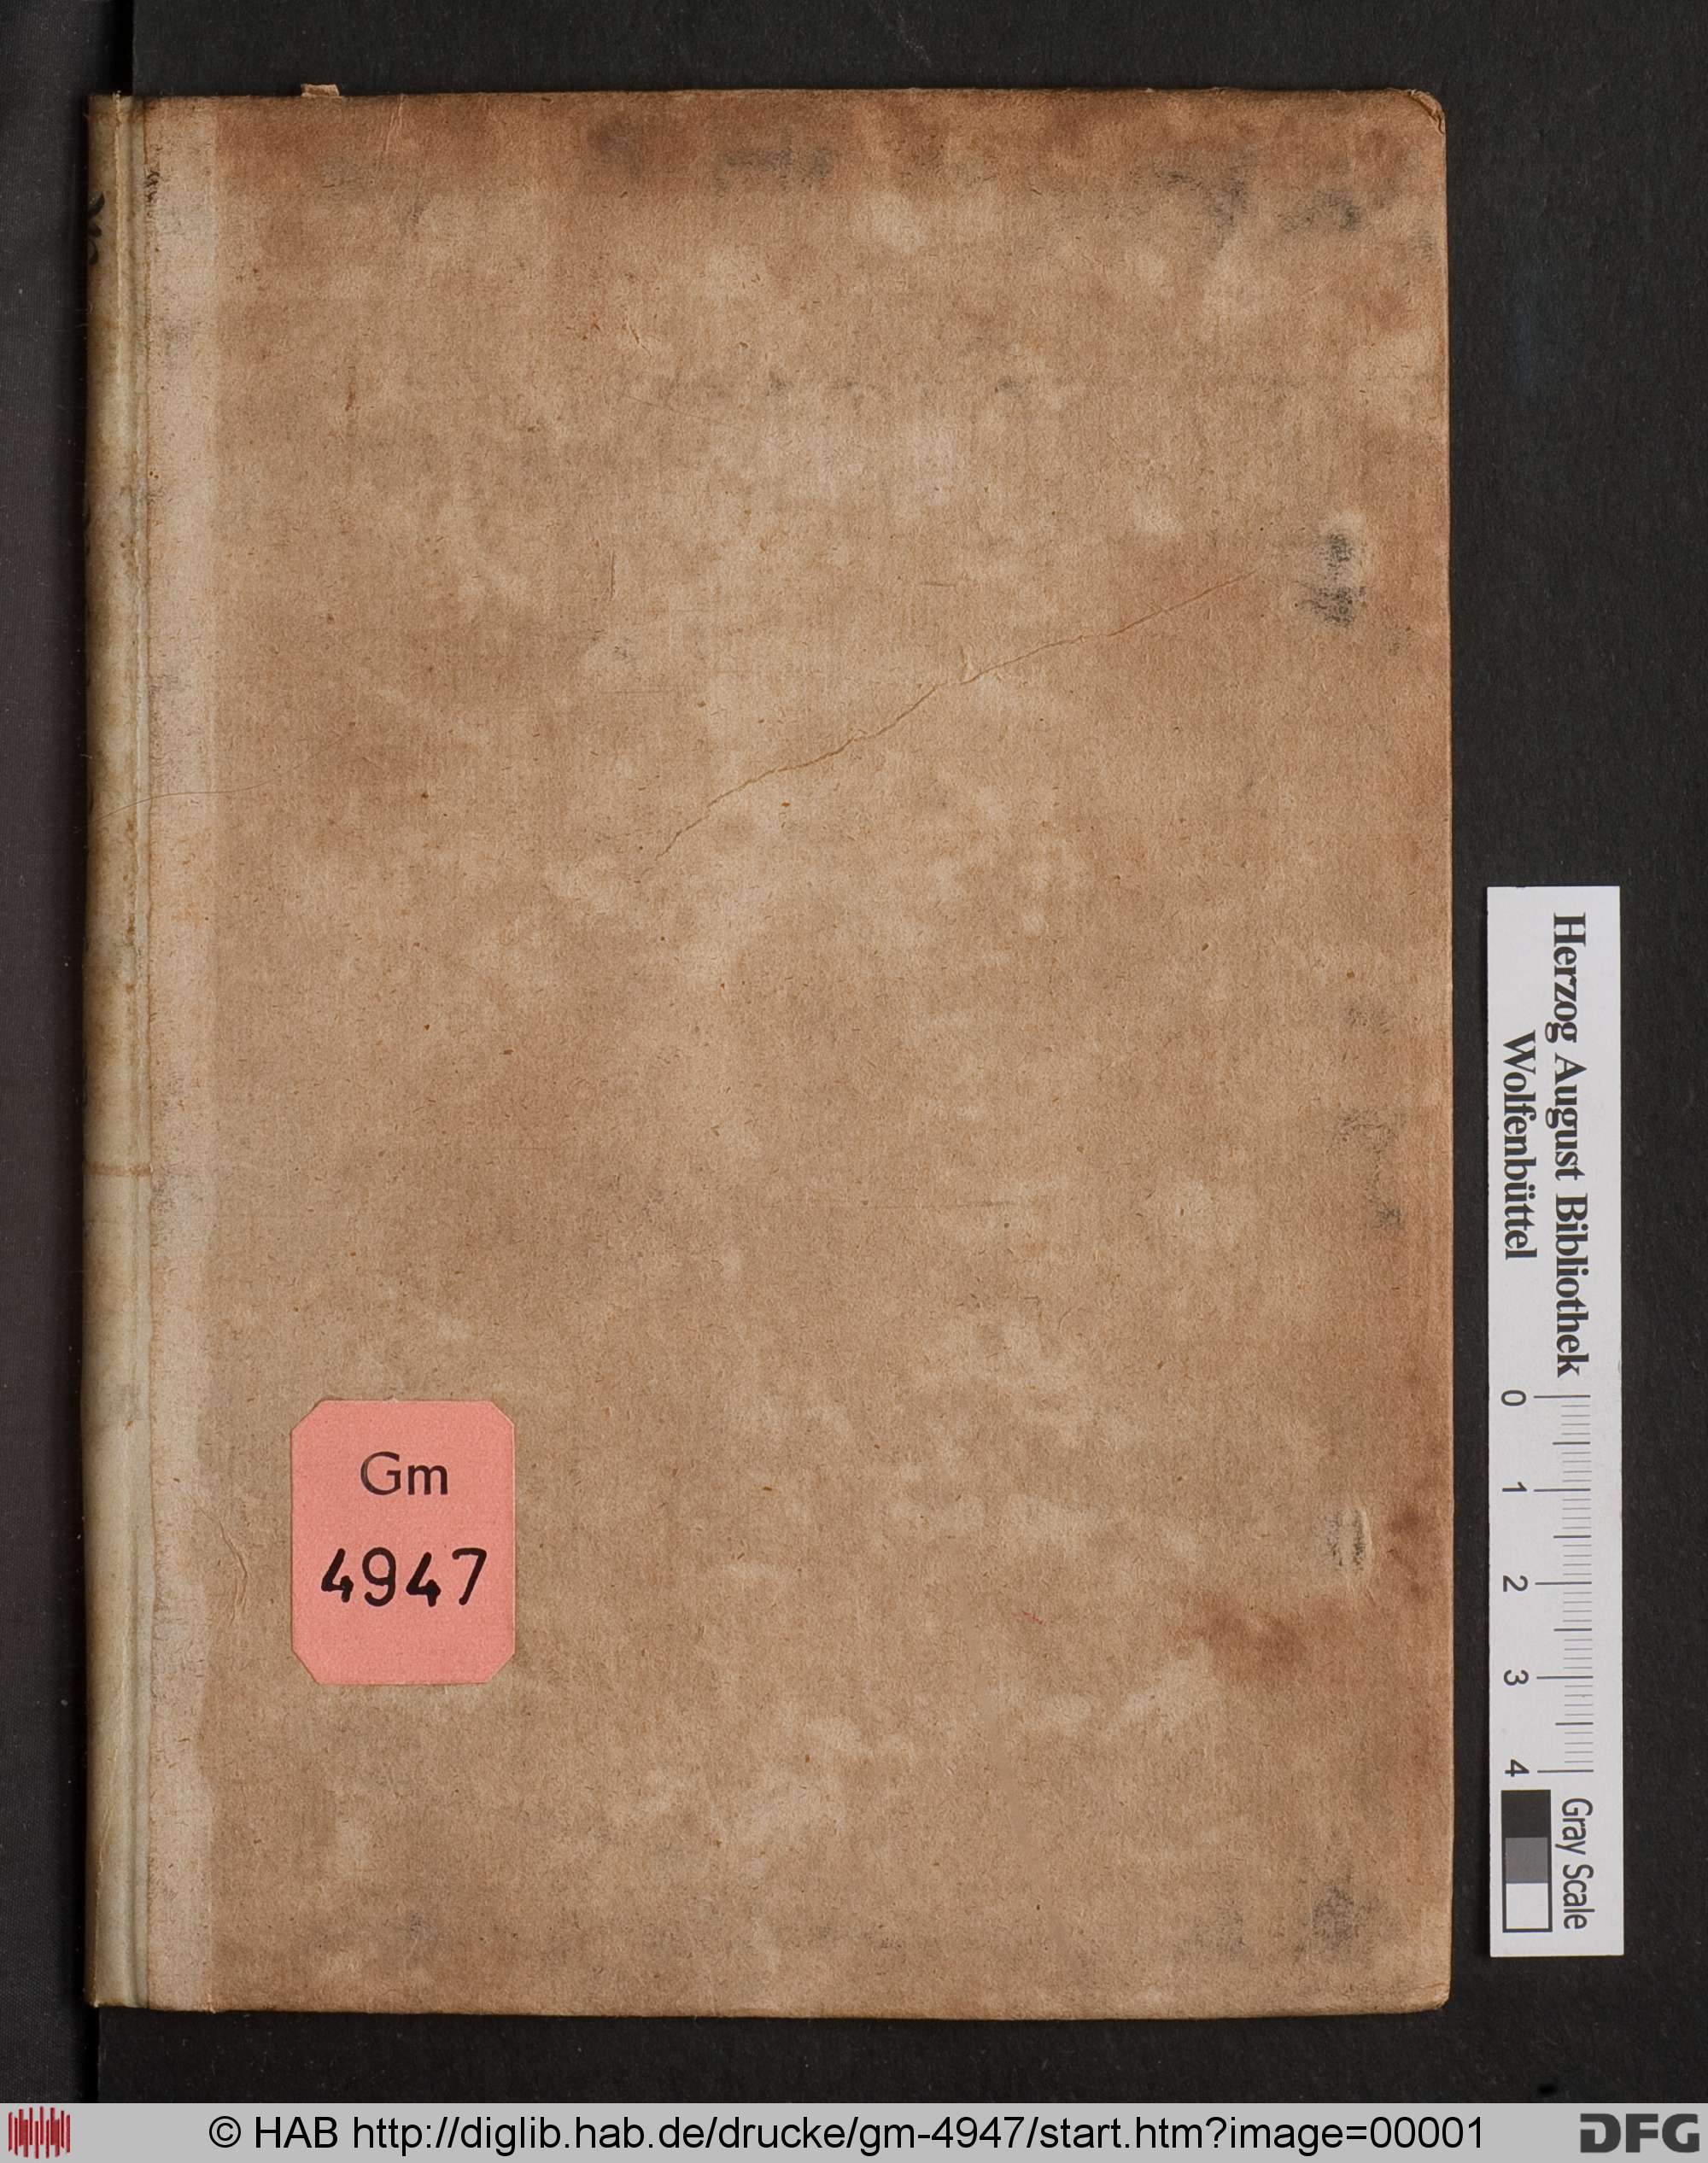 Gm
4947
Herzog August Bibliothek
Wolfenbüttel
0 1 2 3 4
Gray Scale
© HAB http://diglib.hab.de/drucke/gm-4947/start.htm?image=00001
DFG